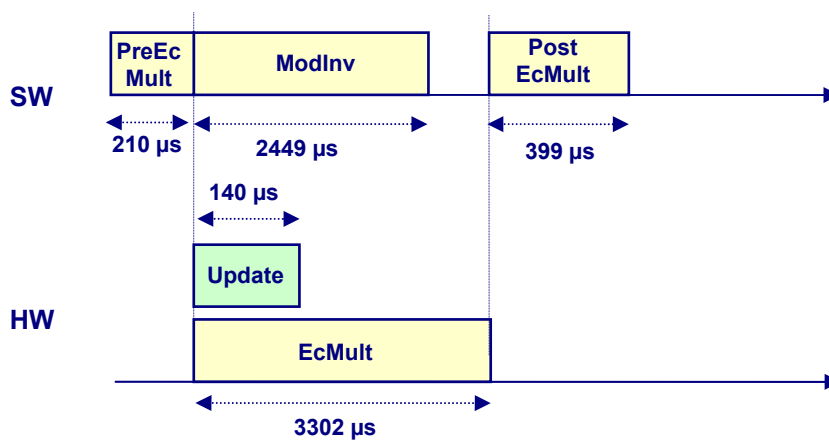 PreEc
Mult
ModInv
Post
EcMult
SW
210 µs
2449 µs
399 µs
140 µs
Update
HW
EcMult
3302 µs